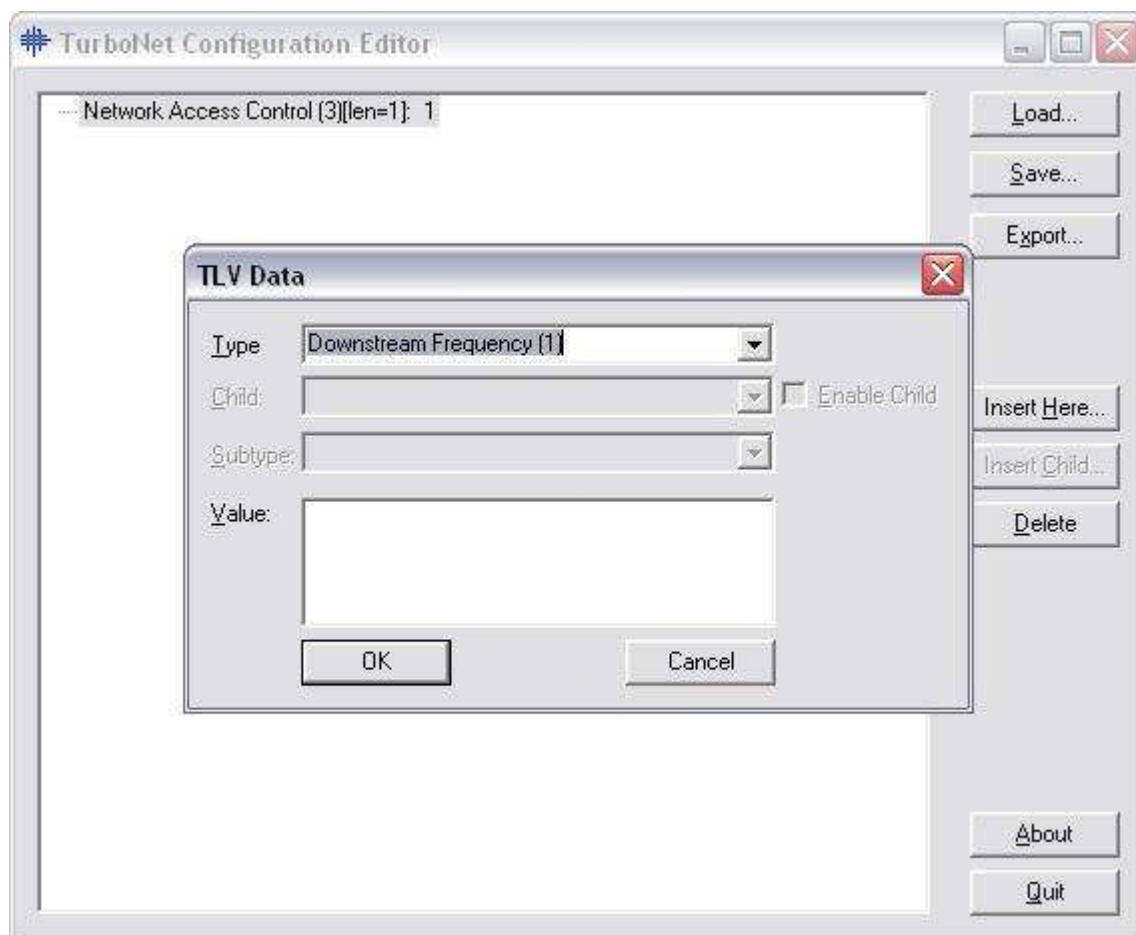 TurboNet Configuration Editor
Network Access Control (3)[len=1]: 1
Load...
Save...
Export...
TLV Data
Type
Downstream Frequency (1)
Child:
Enable Child
Subtype:
Value:
OK
Cancel
Insert Here...
Insert Child...
Delete
About
Quit